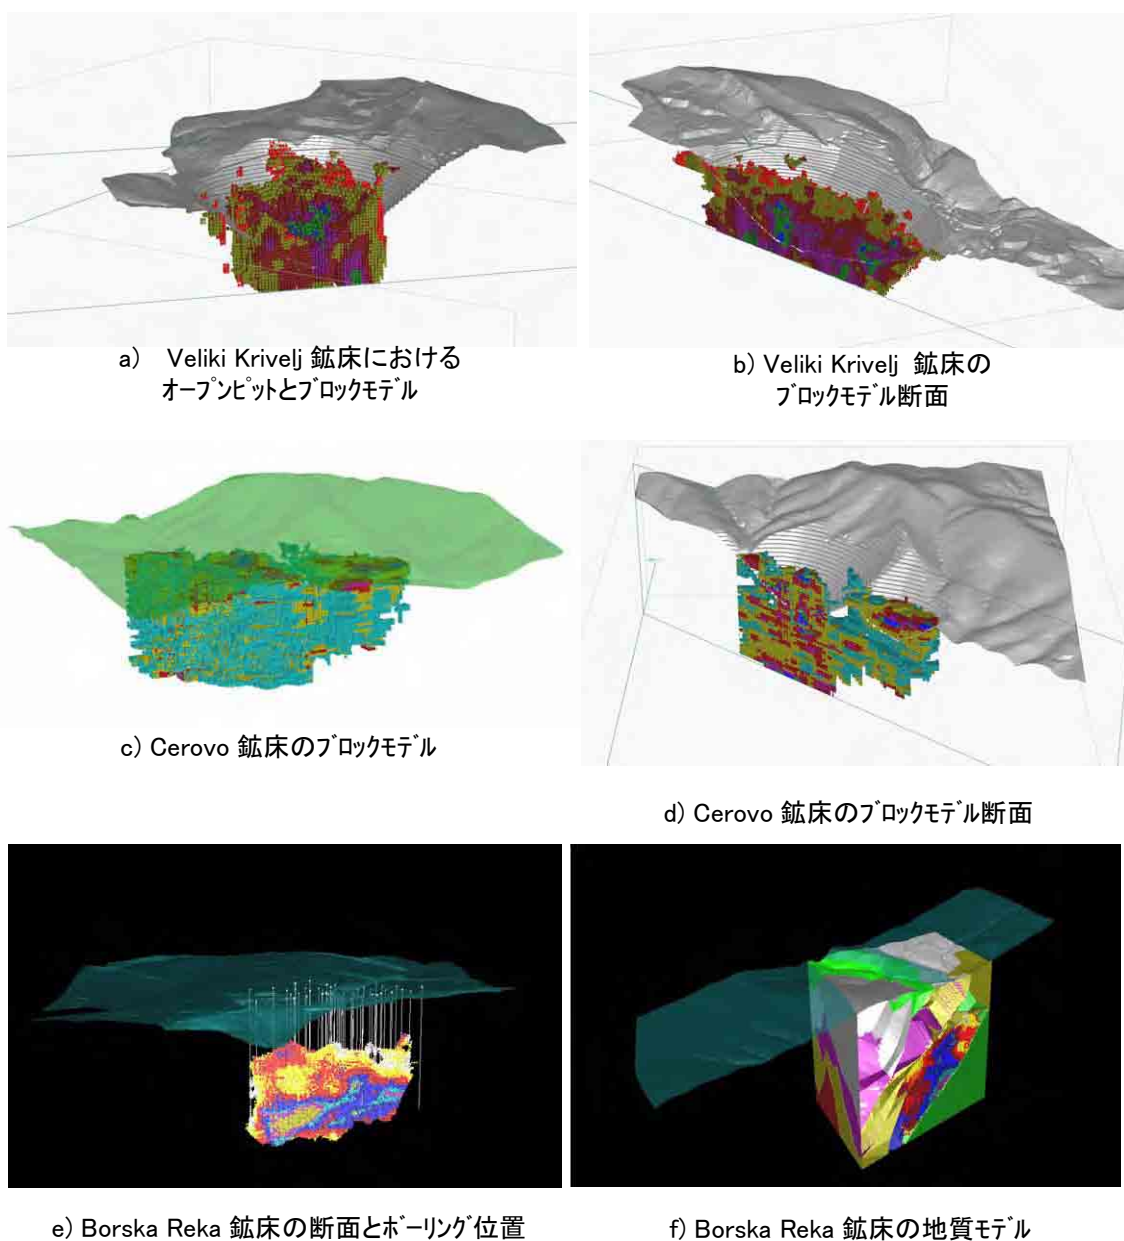 a) Veliki Krivelj 鉱床における
オープンピットとブロックモデル
b) Veliki Krivelj 鉱床の
ブロックモデル断面
c) Cerovo 鉱床のブロックモデル
d) Cerovo 鉱床のブロックモデル断面
e) Borska Reka 鉱床の断面とボーリング位置
f) Borska Reka 鉱床の地質モデル